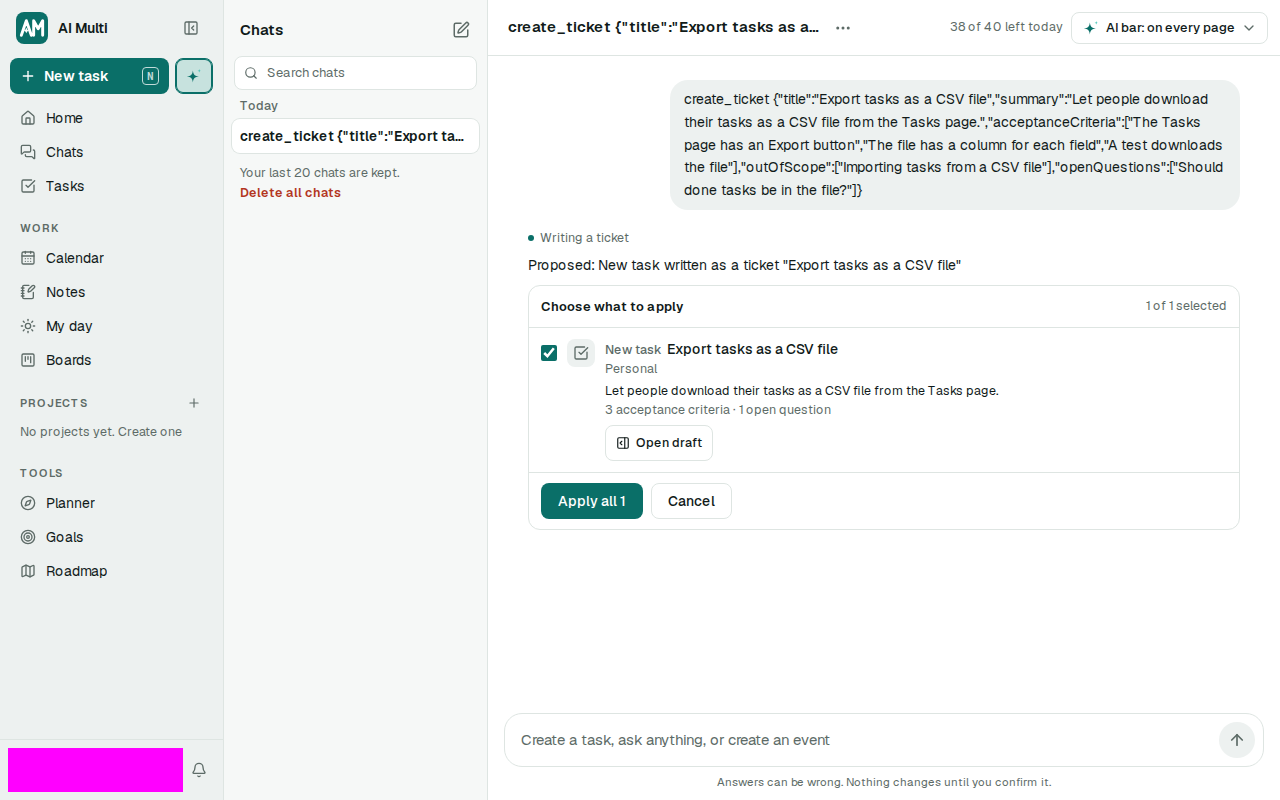 AM AI Multi
New task N
Home
Chats
Tasks
WORK
Calendar
Notes
My day
Boards
PROJECTS
No projects yet. Create one
TOOLS
Planner
Goals
Roadmap
Chats
Search chats
Today
create_ticket {"title":"Export ta...
Your last 20 chats are kept.
Delete all chats
create_ticket {"title":"Export tasks as a...
38 of 40 left today
AI bar: on every page
create_ticket {"title":"Export tasks as a CSV file","summary":"Let people download
their tasks as a CSV file from the Tasks page.","acceptanceCriteria":["The Tasks
page has an Export button","The file has a column for each field","A test downloads
the file"],"outOfScope":["Importing tasks from a CSV file"],"openQuestions":["Should
done tasks be in the file?"]}
Writing a ticket
Proposed: New task written as a ticket "Export tasks as a CSV file"
Choose what to apply
1 of 1 selected
New task Export tasks as a CSV file
Personal
Let people download their tasks as a CSV file from the Tasks page.
3 acceptance criteria · 1 open question
Open draft
Apply all 1
Cancel
Create a task, ask anything, or create an event
Answers can be wrong. Nothing changes until you confirm it.